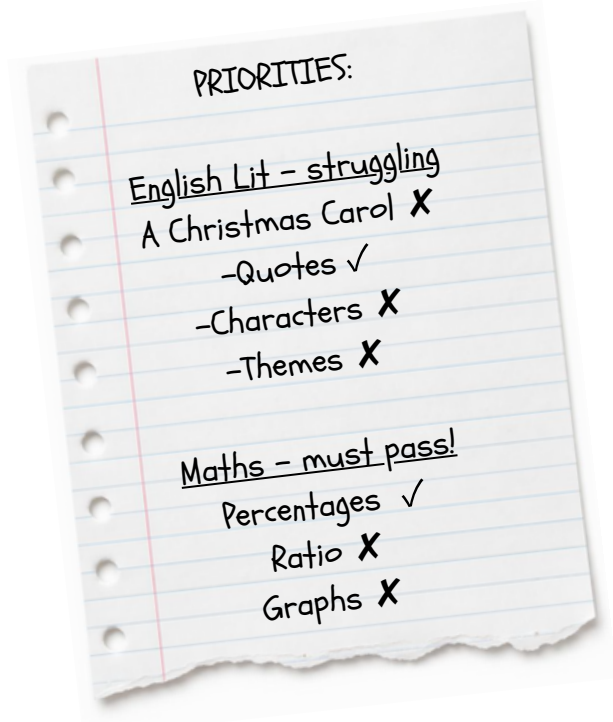 PRIORITIES:
English Lit - struggling
A Christmas Carol ✘
-Quotes ✓
-Characters ✘
-Themes ✘
Maths - must pass!
Percentages ✓
Ratio ✘
Graphs ✘